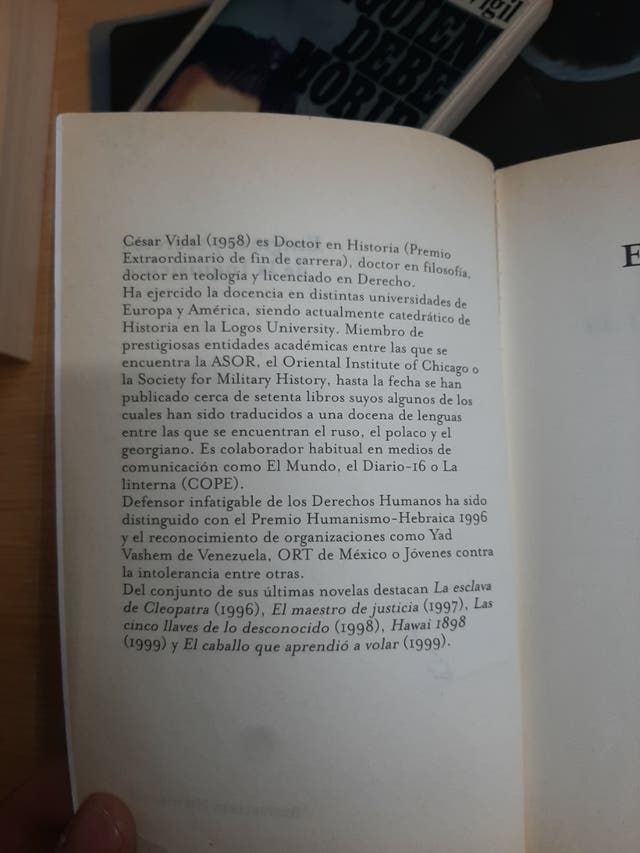 Vigil
DEBE
César Vidal (1958) es Doctor en Historia (Premio
Extraordinario de fin de carrera), doctor en filosofía,
doctor en teología y licenciado en Derecho.
Ha ejercido la docencia en distintas universidades de
Europa y América, siendo actualmente catedrático de
Historia en la Logos University. Miembro de
prestigiosas entidades académicas entre las que se
encuentra la ASOR, el Oriental Institute of Chicago o
la Society for Military History, hasta la fecha se han
publicado cerca de setenta libros suyos algunos de los
cuales han sido traducidos a una docena de lenguas
entre las que se encuentran el ruso, el polaco y el
georgiano. Es colaborador habitual en medios de
comunicación como El Mundo, el Diario-16 o La
linterna (COPE).
Defensor infatigable de los Derechos Humanos ha sido
distinguido con el Premio Humanismo-Hebraica 1996
y el reconocimiento de organizaciones como Yad
Vashem de Venezuela, ORT de México o Jóvenes contra
la intolerancia entre otras.
Del conjunto de sus últimas novelas destacan La esclava
de Cleopatra (1996), El maestro de justicia (1997), Las
cinco llaves de lo desconocido (1998), Hawai 1898
(1999) y El caballo que aprendió a volar (1999).
E